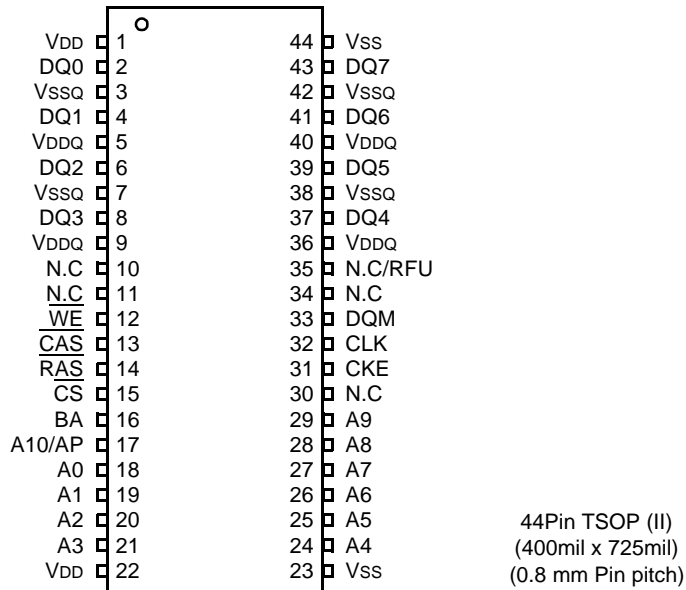 VDD 1 44 VSS
DQ0 2 43 DQ7
VSSQ 3 42 VSSQ
DQ1 4 41 DQ6
VDDQ 5 40 VDDQ
DQ2 6 39 DQ5
VSSQ 7 38 VSSQ
DQ3 8 37 DQ4
VDDQ 9 36 VDDQ
N.C 10 35 N.C/RFU
N.C 11 34 N.C
WE 12 33 DQM
CAS 13 32 CLK
RAS 14 31 CKE
CS 15 30 N.C
BA 16 29 A9
A10/AP 17 28 A8
A0 18 27 A7
A1 19 26 A6
A2 20 25 A5
A3 21 24 A4
VDD 22 23 VSS
44Pin TSOP (II)
(400mil x 725mil)
(0.8 mm Pin pitch)